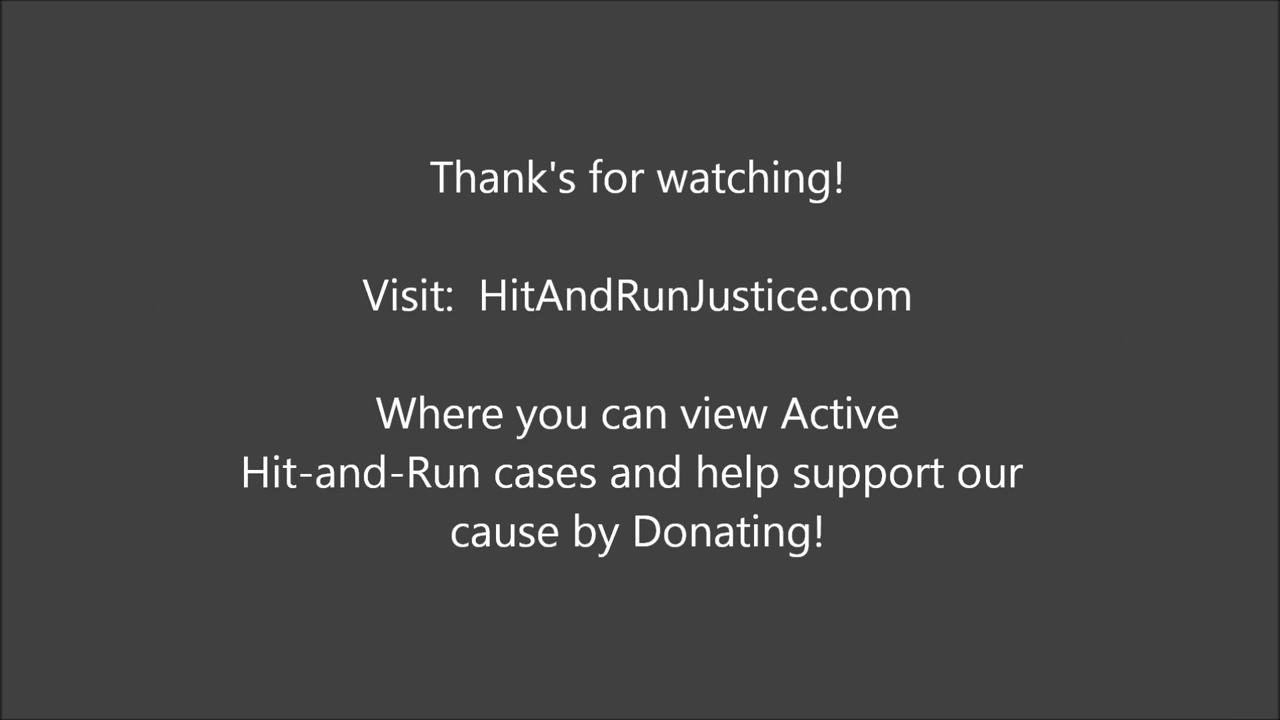 Thank's for watching!
Visit:  HitAndRunJustice.com
Where you can view Active
Hit-and-Run cases and help support our
cause by Donating!